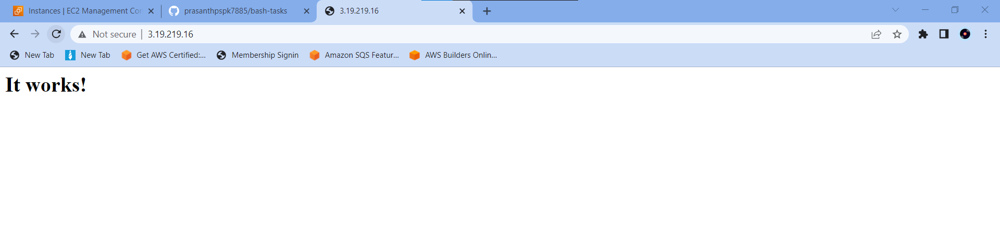 Instances | EC2 Management Con
prasanthpspk7885/bash-tasks
3.19.219.16
Not secure | 3.19.219.16
New Tab
New Tab
Get AWS Certified:...
Membership Signin
Amazon SQS Featur...
AWS Builders Onlin...
It works!